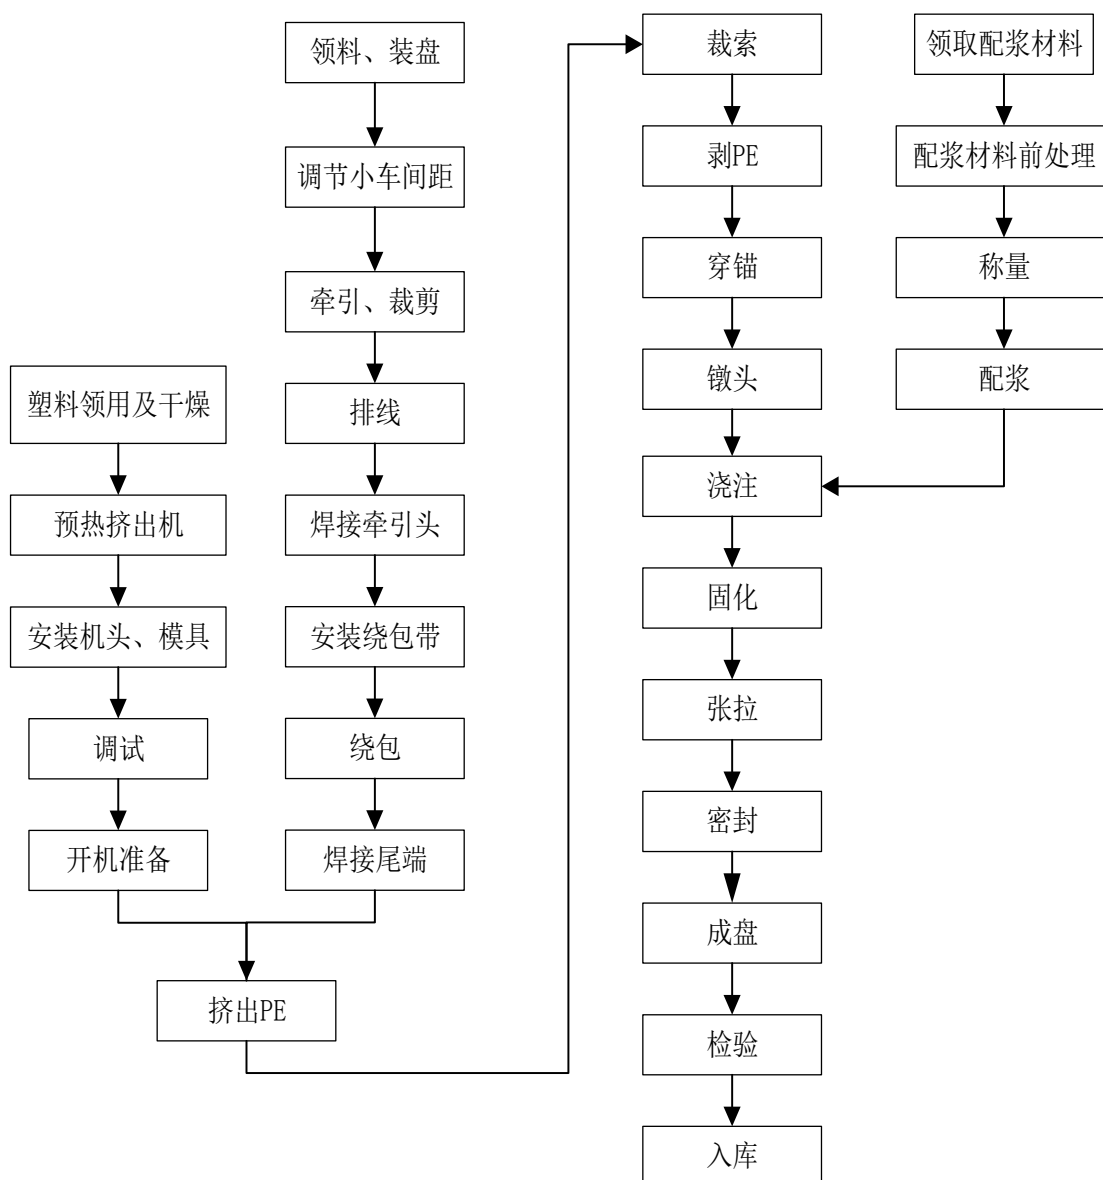 领料、装盘
调节小车间距
牵引、裁剪
排线
焊接牵引头
安装绕包带
绕包
焊接尾端
塑料领用及干燥
预热挤出机
安装机头、模具
调试
开机准备
挤出PE
裁索
剥PE
穿锚
镦头
浇注
固化
张拉
密封
成盘
检验
入库
领取配浆材料
配浆材料前处理
称量
配浆